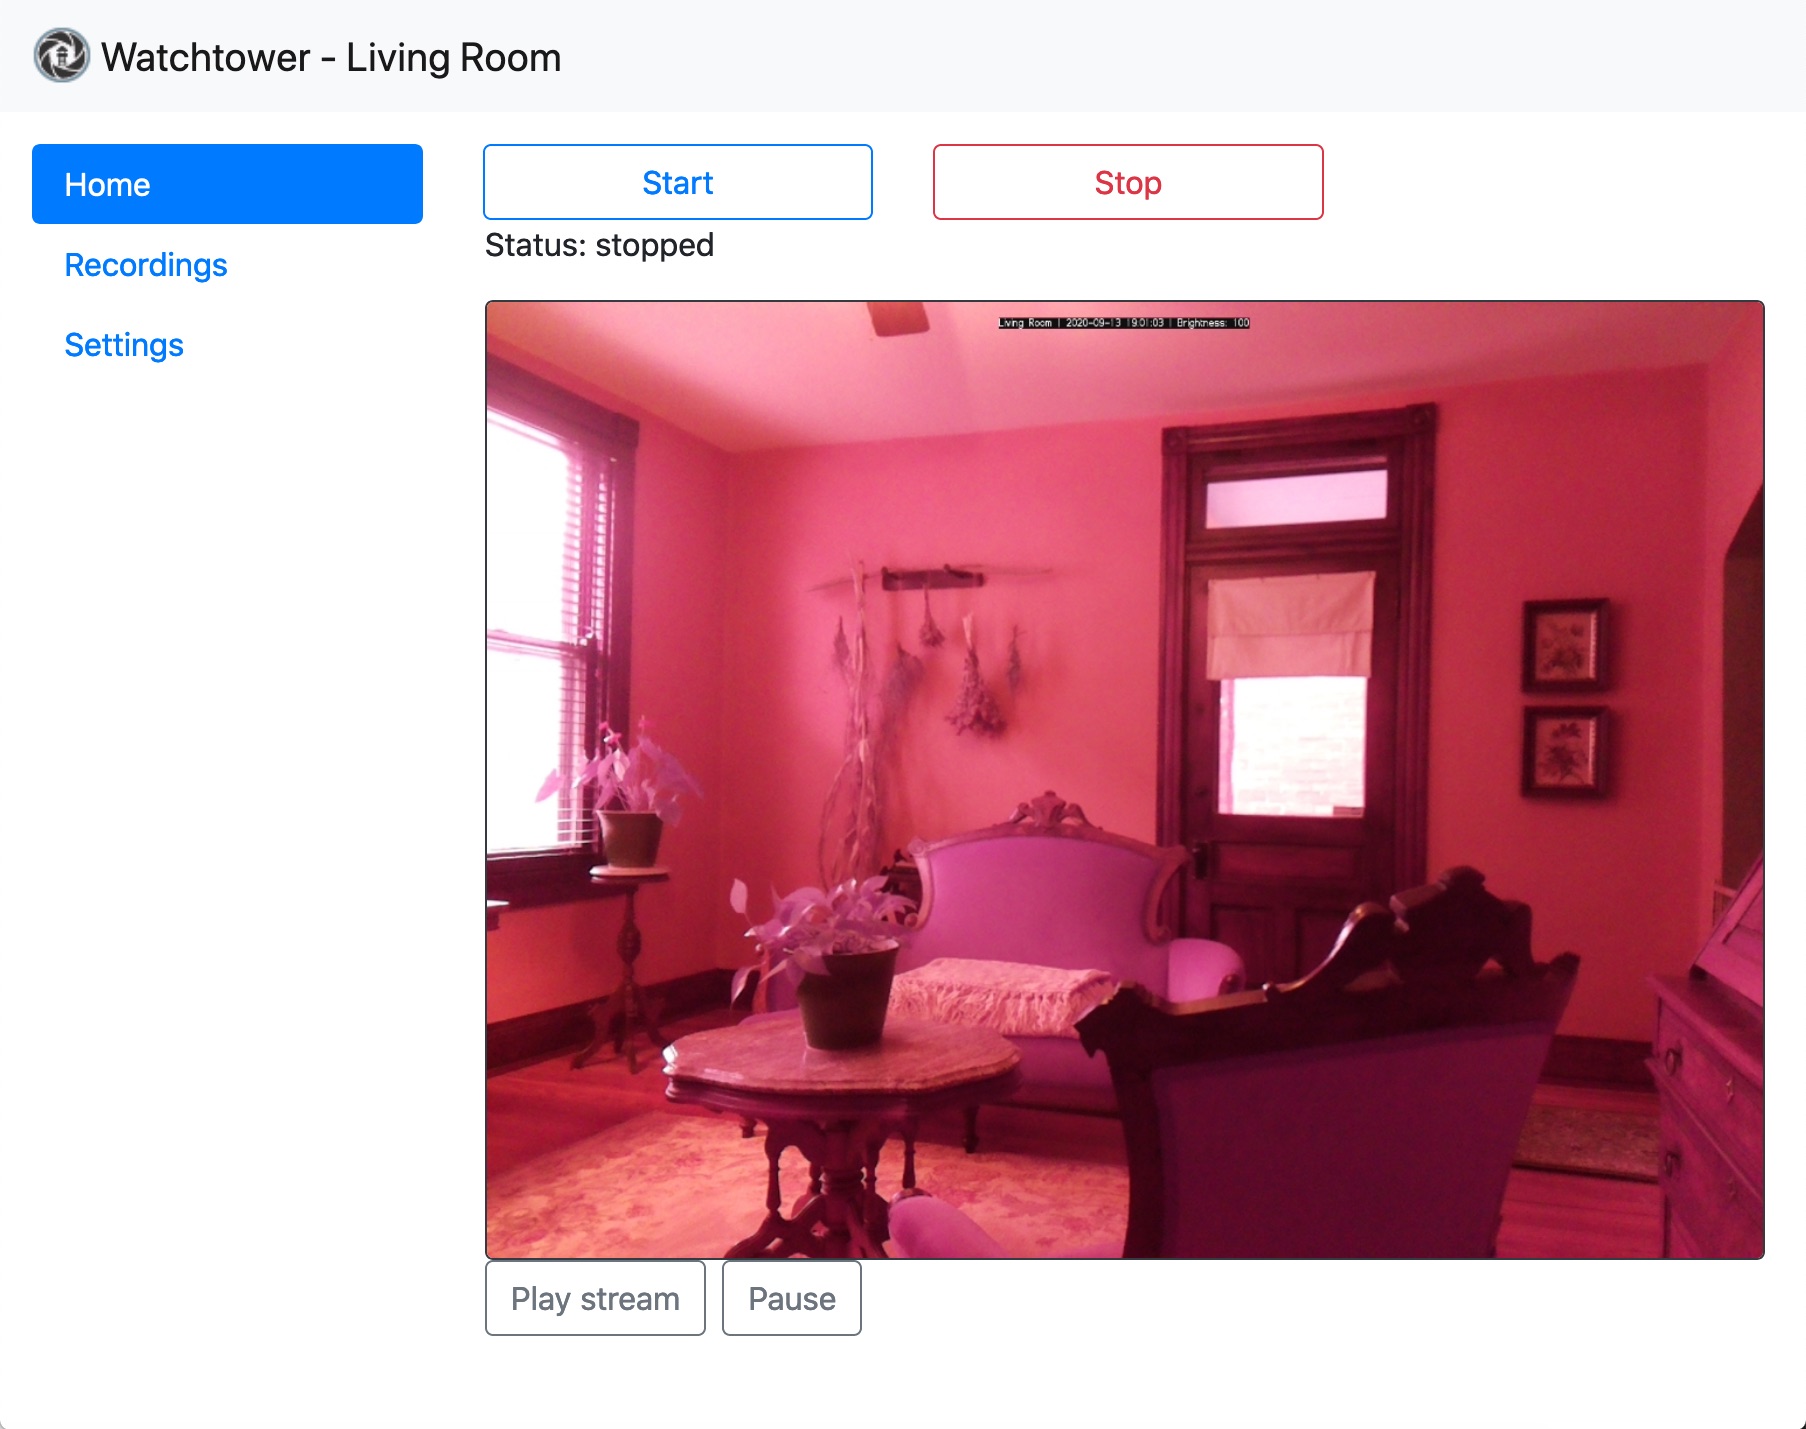 Watchtower - Living Room
Home
Start
Stop
Status: stopped
Recordings
Settings
Living Room | 2020-09-13 19:01:03 | Brightness: 100
Play stream
Pause